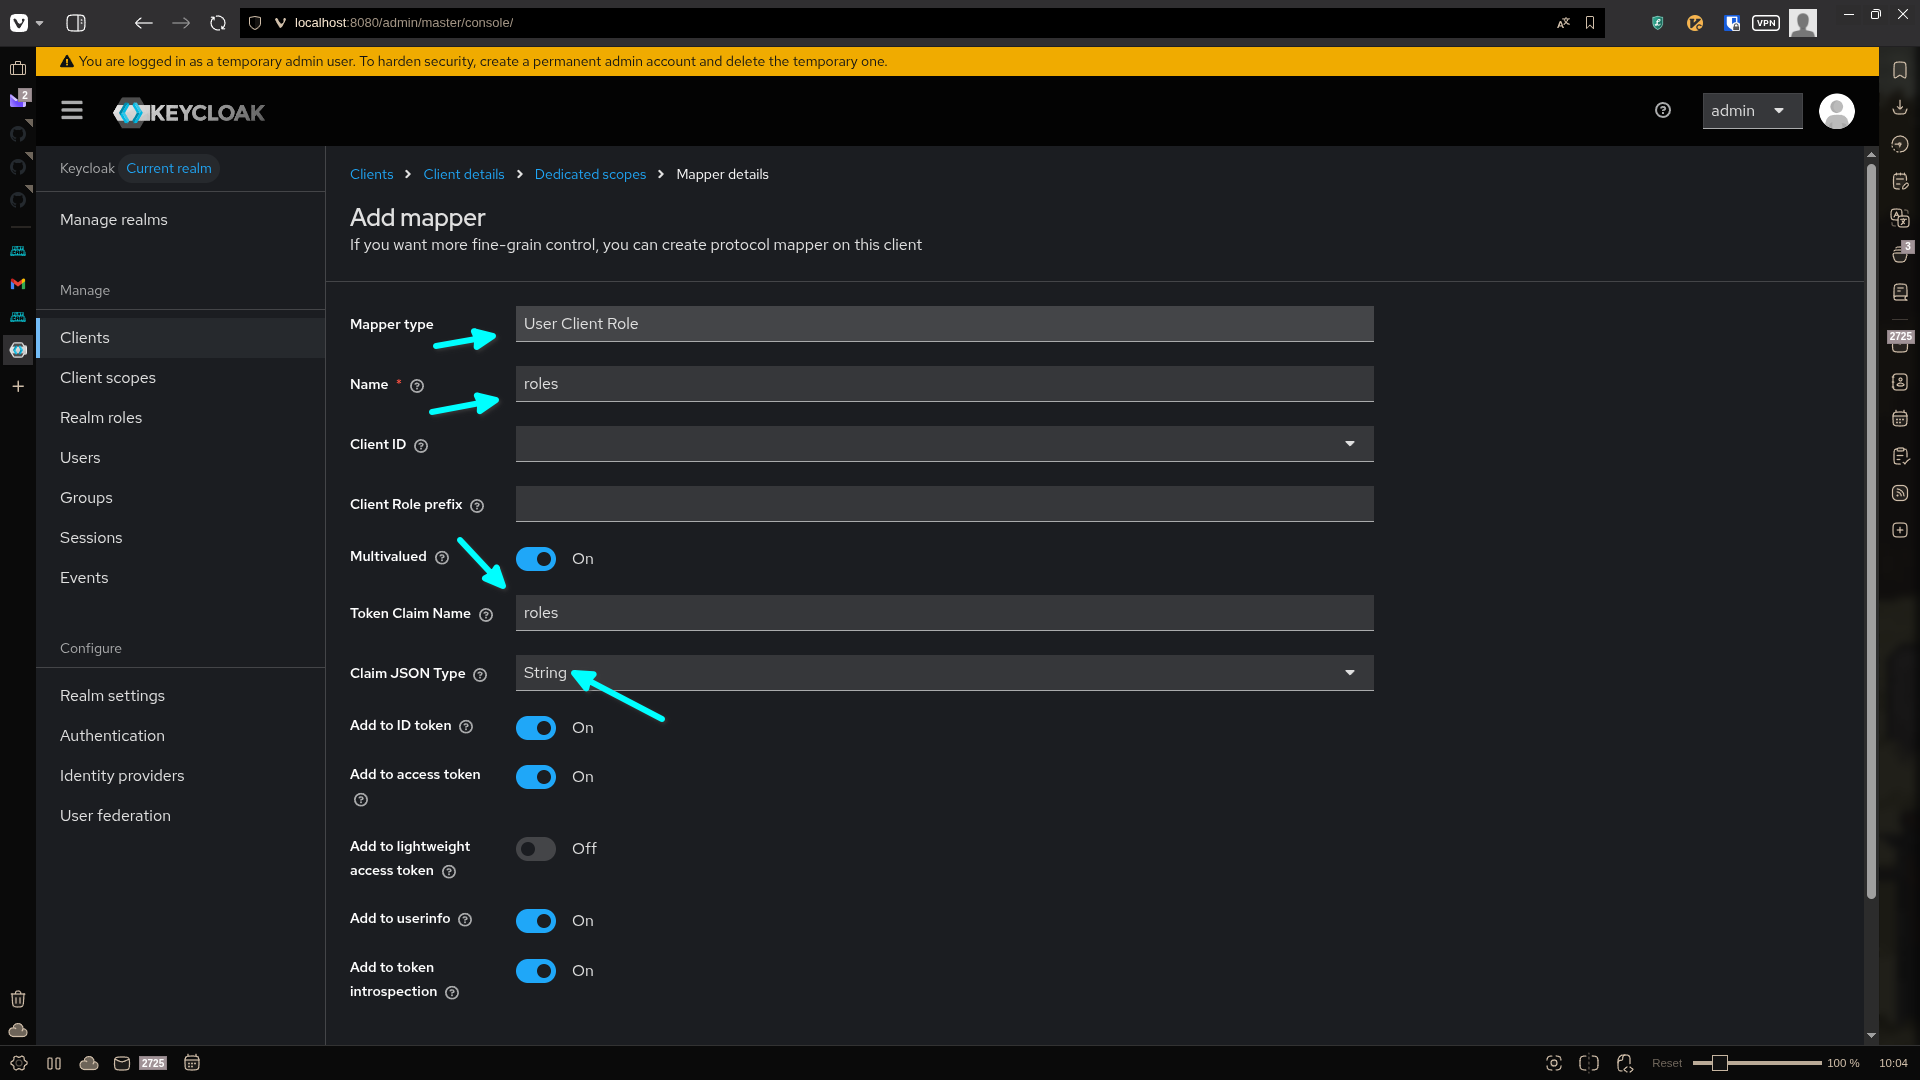 localhost:8080/admin/master/console/
VPN
You are logged in as a temporary admin user. To harden security, create a permanent admin account and delete the temporary one.
2
KEYCLOAK
admin
Keycloak Current realm
Manage realms
Manage
Clients
Client scopes
Realm roles
Users
Groups
Sessions
Events
Configure
Realm settings
Authentication
Identity providers
User federation
Clients Client details Dedicated scopes Mapper details
Add mapper
If you want more fine-grain control, you can create protocol mapper on this client
Mapper type User Client Role
Name * roles
Client ID
Client Role prefix
Multivalued On
Token Claim Name roles
Claim JSON Type String
Add to ID token On
Add to access token On
Add to lightweight access token Off
Add to userinfo On
Add to token introspection On
3
2725
2725
Reset 100 % 10:04